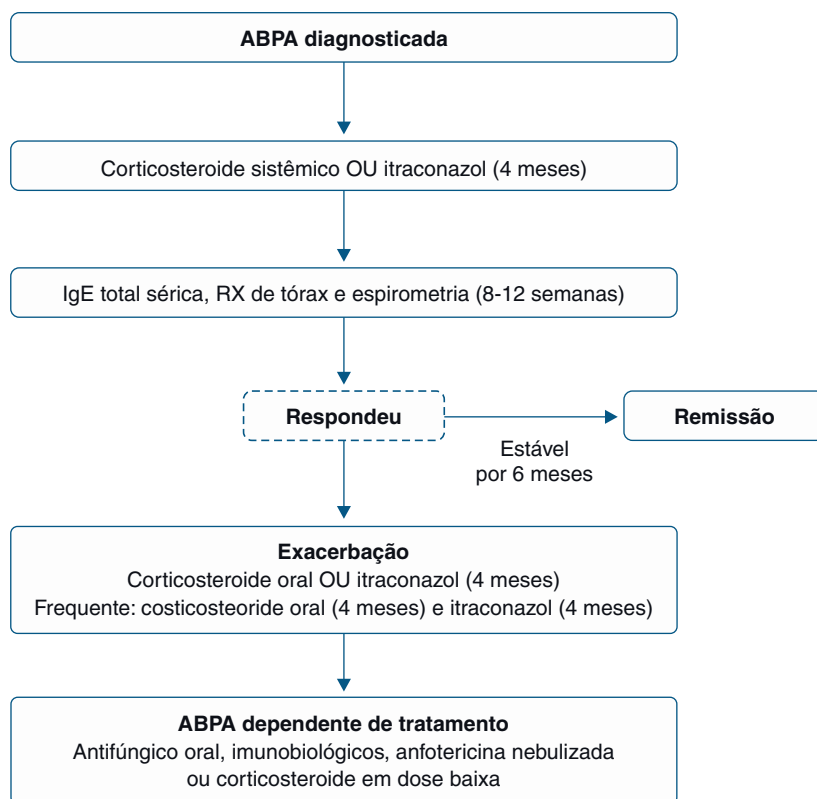 ABPA diagnosticada
Corticosteroide sistêmico OU itraconazol (4 meses)
IgE total sérica, RX de tórax e espirometria (8-12 semanas)
Respondeu
Remissão
Estável
por 6 meses
Exacerbação
Corticosteroide oral OU itraconazol (4 meses)
Frequente: costicosteoride oral (4 meses) e itraconazol (4 meses)
ABPA dependente de tratamento
Antifúngico oral, imunobiológicos, anfotericina nebulizada
ou corticosteroide em dose baixa